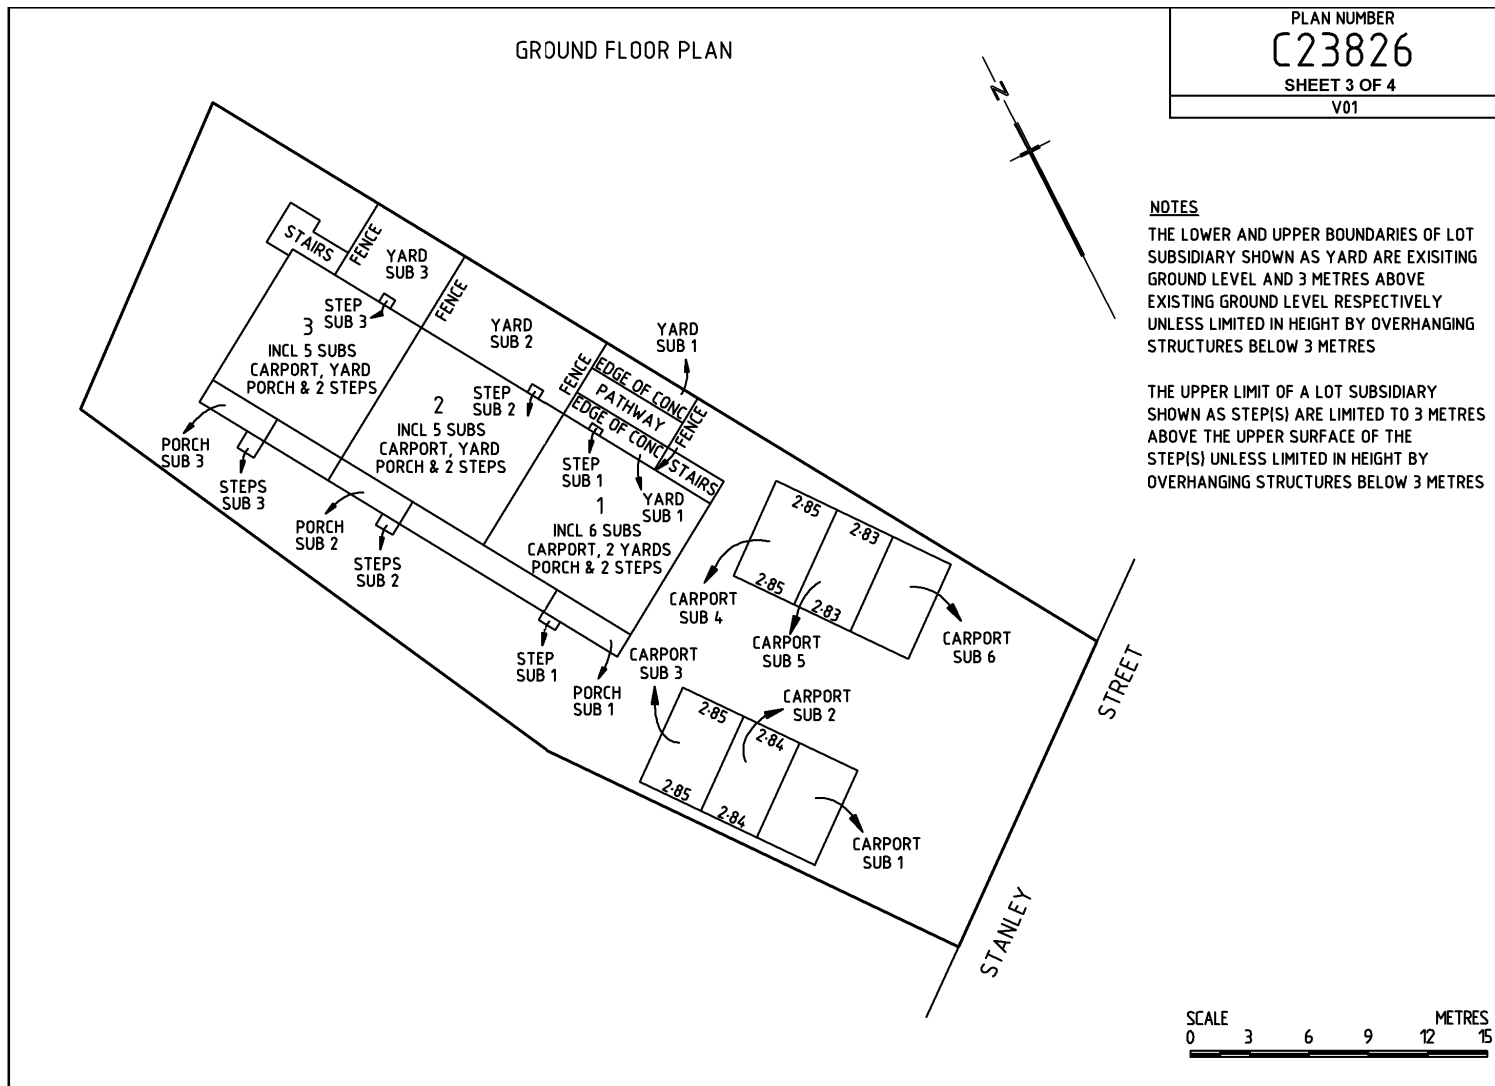 GROUND FLOOR PLAN
PLAN NUMBER
C23826
SHEET 3 OF 4
V01
N
NOTES
THE LOWER AND UPPER BOUNDARIES OF LOT
SUBSIDIARY SHOWN AS YARD ARE EXISITING
GROUND LEVEL AND 3 METRES ABOVE
EXISTING GROUND LEVEL RESPECTIVELY
UNLESS LIMITED IN HEIGHT BY OVERHANGING
STRUCTURES BELOW 3 METRES
THE UPPER LIMIT OF A LOT SUBSIDIARY
SHOWN AS STEP(S) ARE LIMITED TO 3 METRES
ABOVE THE UPPER SURFACE OF THE
STEP(S) UNLESS LIMITED IN HEIGHT BY
OVERHANGING STRUCTURES BELOW 3 METRES
STAIRS
FENCE
YARD
SUB 3
FENCE
STEP
SUB 3
3
INCL 5 SUBS
CARPORT, YARD
PORCH & 2 STEPS
YARD
SUB 2
FENCE
YARD
SUB 1
EDGE OF CONC
PATHWAY
EDGE OF CONC
FENCE
STAIRS
STEP
SUB 2
2
INCL 5 SUBS
CARPORT, YARD
PORCH & 2 STEPS
STEP
SUB 1
YARD
SUB 1
1
INCL 6 SUBS
CARPORT, 2 YARDS
PORCH & 2 STEPS
PORCH
SUB 3
STEPS
SUB 3
PORCH
SUB 2
STEPS
SUB 2
STEP
SUB 1
PORCH
SUB 1
2·85
2·83
2·85
2·83
CARPORT
SUB 4
CARPORT
SUB 5
CARPORT
SUB 6
CARPORT
SUB 3
CARPORT
SUB 2
2·85
2·84
2·85
2·84
CARPORT
SUB 1
STANLEY STREET
SCALE METRES
0 3 6 9 12 15